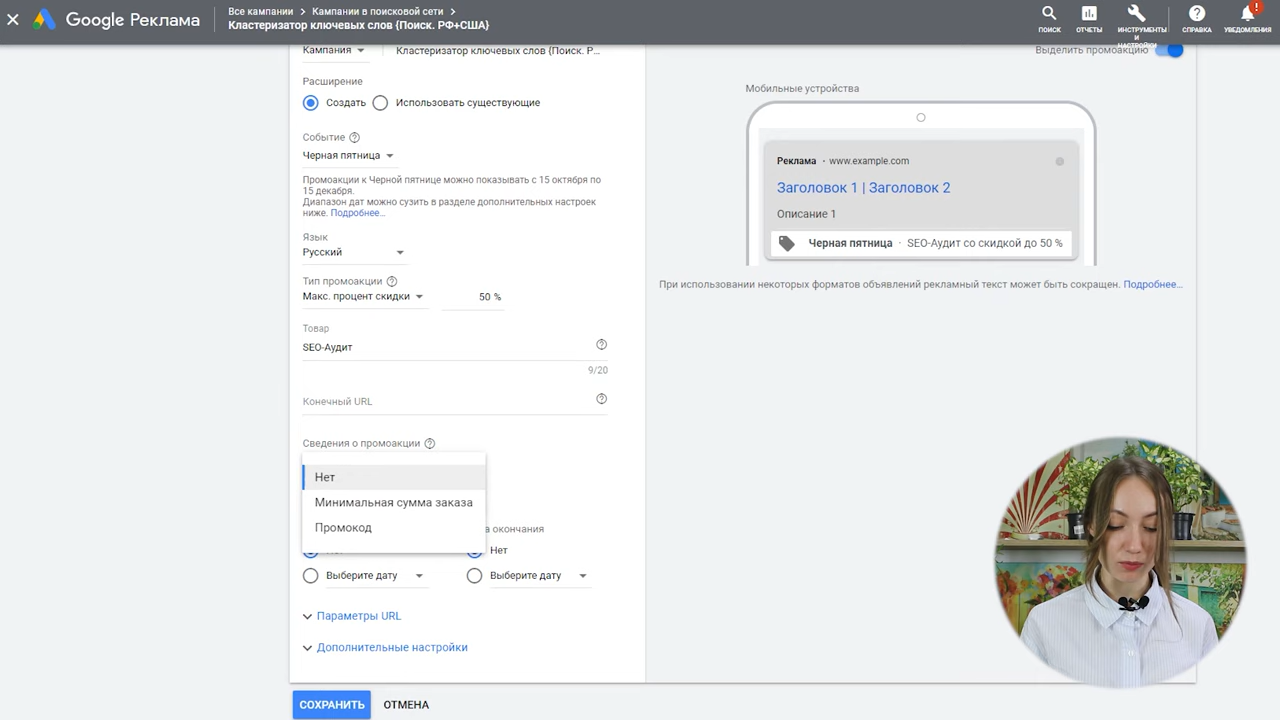 Google Реклама
Все кампании > Кампании в поисковой сети >
Кластеризатор ключевых слов {Поиск. РФ+США}
ПОИСК
ОТЧЕТЫ
ИНСТРУМЕНТЫ
И
НАСТРОЙКИ
СПРАВКА
УВЕДОМЛЕНИЯ
Кампания
Кластеризатор ключевых слов {Поиск. Р...
Расширение
Создать
Использовать существующие
Событие
Черная пятница
Промоакции к Черной пятнице можно показывать с 15 октября по
15 декабря.
Диапазон дат можно сузить в разделе дополнительных настроек
ниже. Подробнее…
Язык
Русский
Тип промоакции
Макс. процент скидки
50 %
Товар
SEO-Аудит
9/20
Конечный URL
Сведения о промоакции
Нет
Минимальная сумма заказа
Промокод
окончания
Нет
Выберите дату
Выберите дату
Параметры URL
Дополнительные настройки
СОХРАНИТЬ
ОТМЕНА
Выделить промоакцию
Мобильные устройства
Реклама · www.example.com
Заголовок 1 | Заголовок 2
Описание 1
Черная пятница · SEO-Аудит со скидкой до 50 %
При использовании некоторых форматов объявлений рекламный текст может быть сокращен. Подробнее…